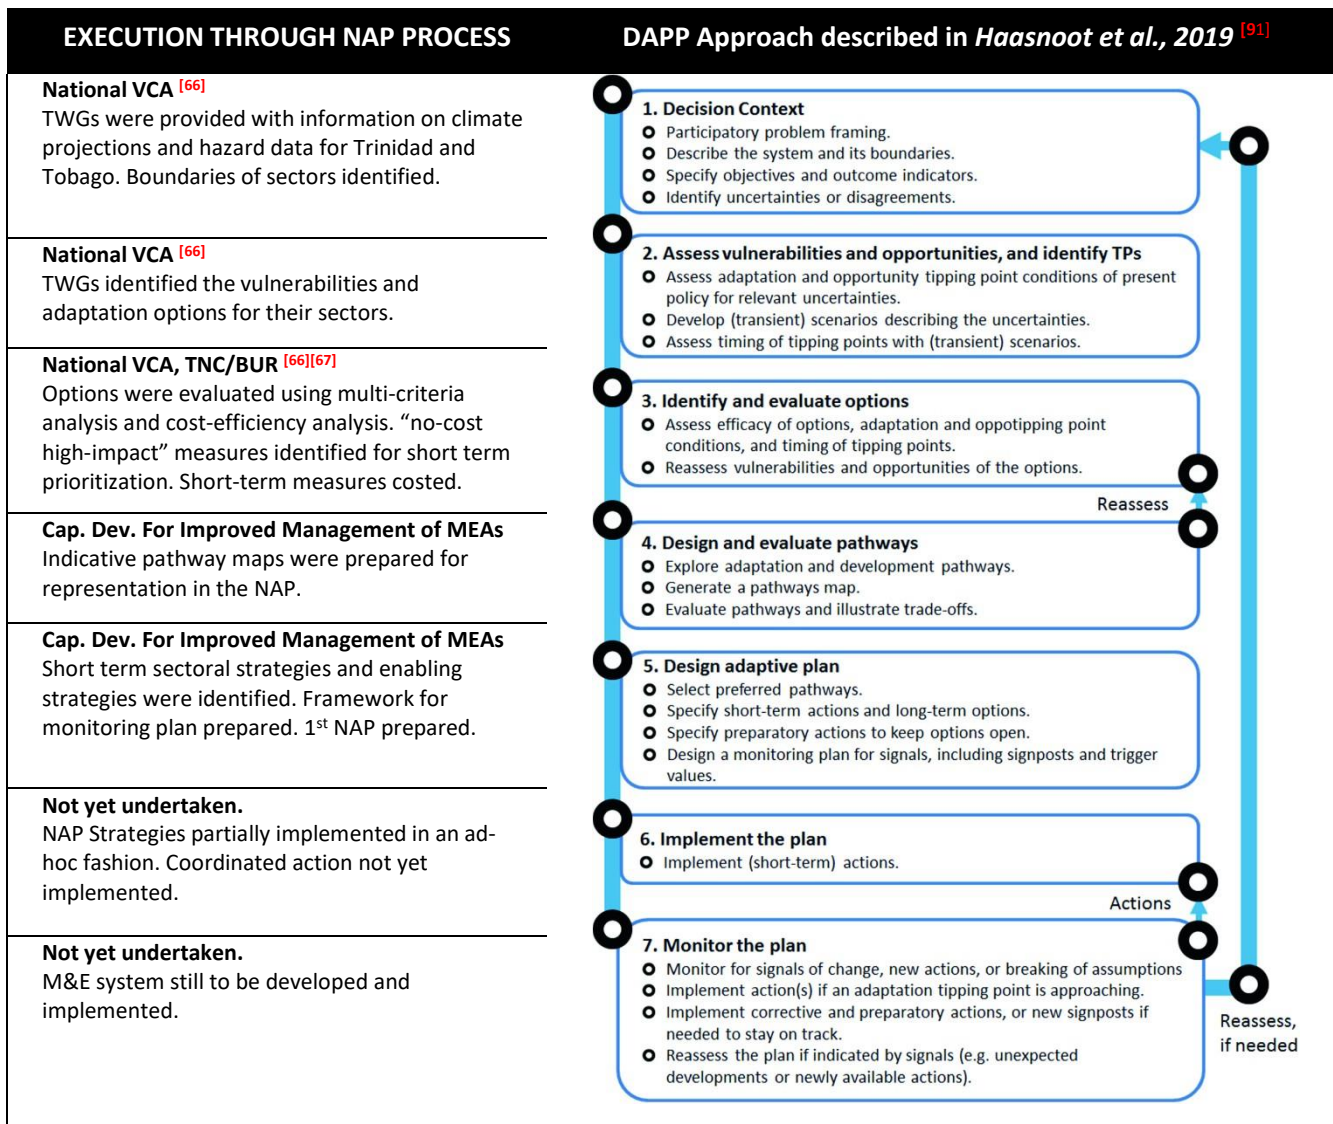 EXECUTION THROUGH NAP PROCESS
DAPP Approach described in Haasnoot et al., 2019 [91]
National VCA [66]
TWGs were provided with information on climate
projections and hazard data for Trinidad and
Tobago. Boundaries of sectors identified.
1. Decision Context
Participatory problem framing.
Describe the system and its boundaries.
Specify objectives and outcome indicators.
Identify uncertainties or disagreements.
National VCA [66]
TWGs identified the vulnerabilities and
adaptation options for their sectors.
2. Assess vulnerabilities and opportunities, and identify TPs
Assess adaptation and opportunity tipping point conditions of present
policy for relevant uncertainties.
Develop (transient) scenarios describing the uncertainties.
Assess timing of tipping points with (transient) scenarios.
National VCA, TNC/BUR [66][67]
Options were evaluated using multi-criteria
analysis and cost-efficiency analysis. “no-cost
high-impact” measures identified for short term
prioritization. Short-term measures costed.
3. Identify and evaluate options
Assess efficacy of options, adaptation and oppotipping point
conditions, and timing of tipping points.
Reassess vulnerabilities and opportunities of the options.
Reassess
Cap. Dev. For Improved Management of MEAs
Indicative pathway maps were prepared for
representation in the NAP.
4. Design and evaluate pathways
Explore adaptation and development pathways.
Generate a pathways map.
Evaluate pathways and illustrate trade-offs.
Cap. Dev. For Improved Management of MEAs
Short term sectoral strategies and enabling
strategies were identified. Framework for
monitoring plan prepared. 1st NAP prepared.
5. Design adaptive plan
Select preferred pathways.
Specify short-term actions and long-term options.
Specify preparatory actions to keep options open.
Design a monitoring plan for signals, including signposts and trigger
values.
Not yet undertaken.
NAP Strategies partially implemented in an ad-
hoc fashion. Coordinated action not yet
implemented.
6. Implement the plan
Implement (short-term) actions.
Actions
Not yet undertaken.
M&E system still to be developed and
implemented.
7. Monitor the plan
Monitor for signals of change, new actions, or breaking of assumptions
Implement action(s) if an adaptation tipping point is approaching.
Implement corrective and preparatory actions, or new signposts if
needed to stay on track.
Reassess the plan if indicated by signals (e.g. unexpected
developments or newly available actions).
Reassess,
if needed